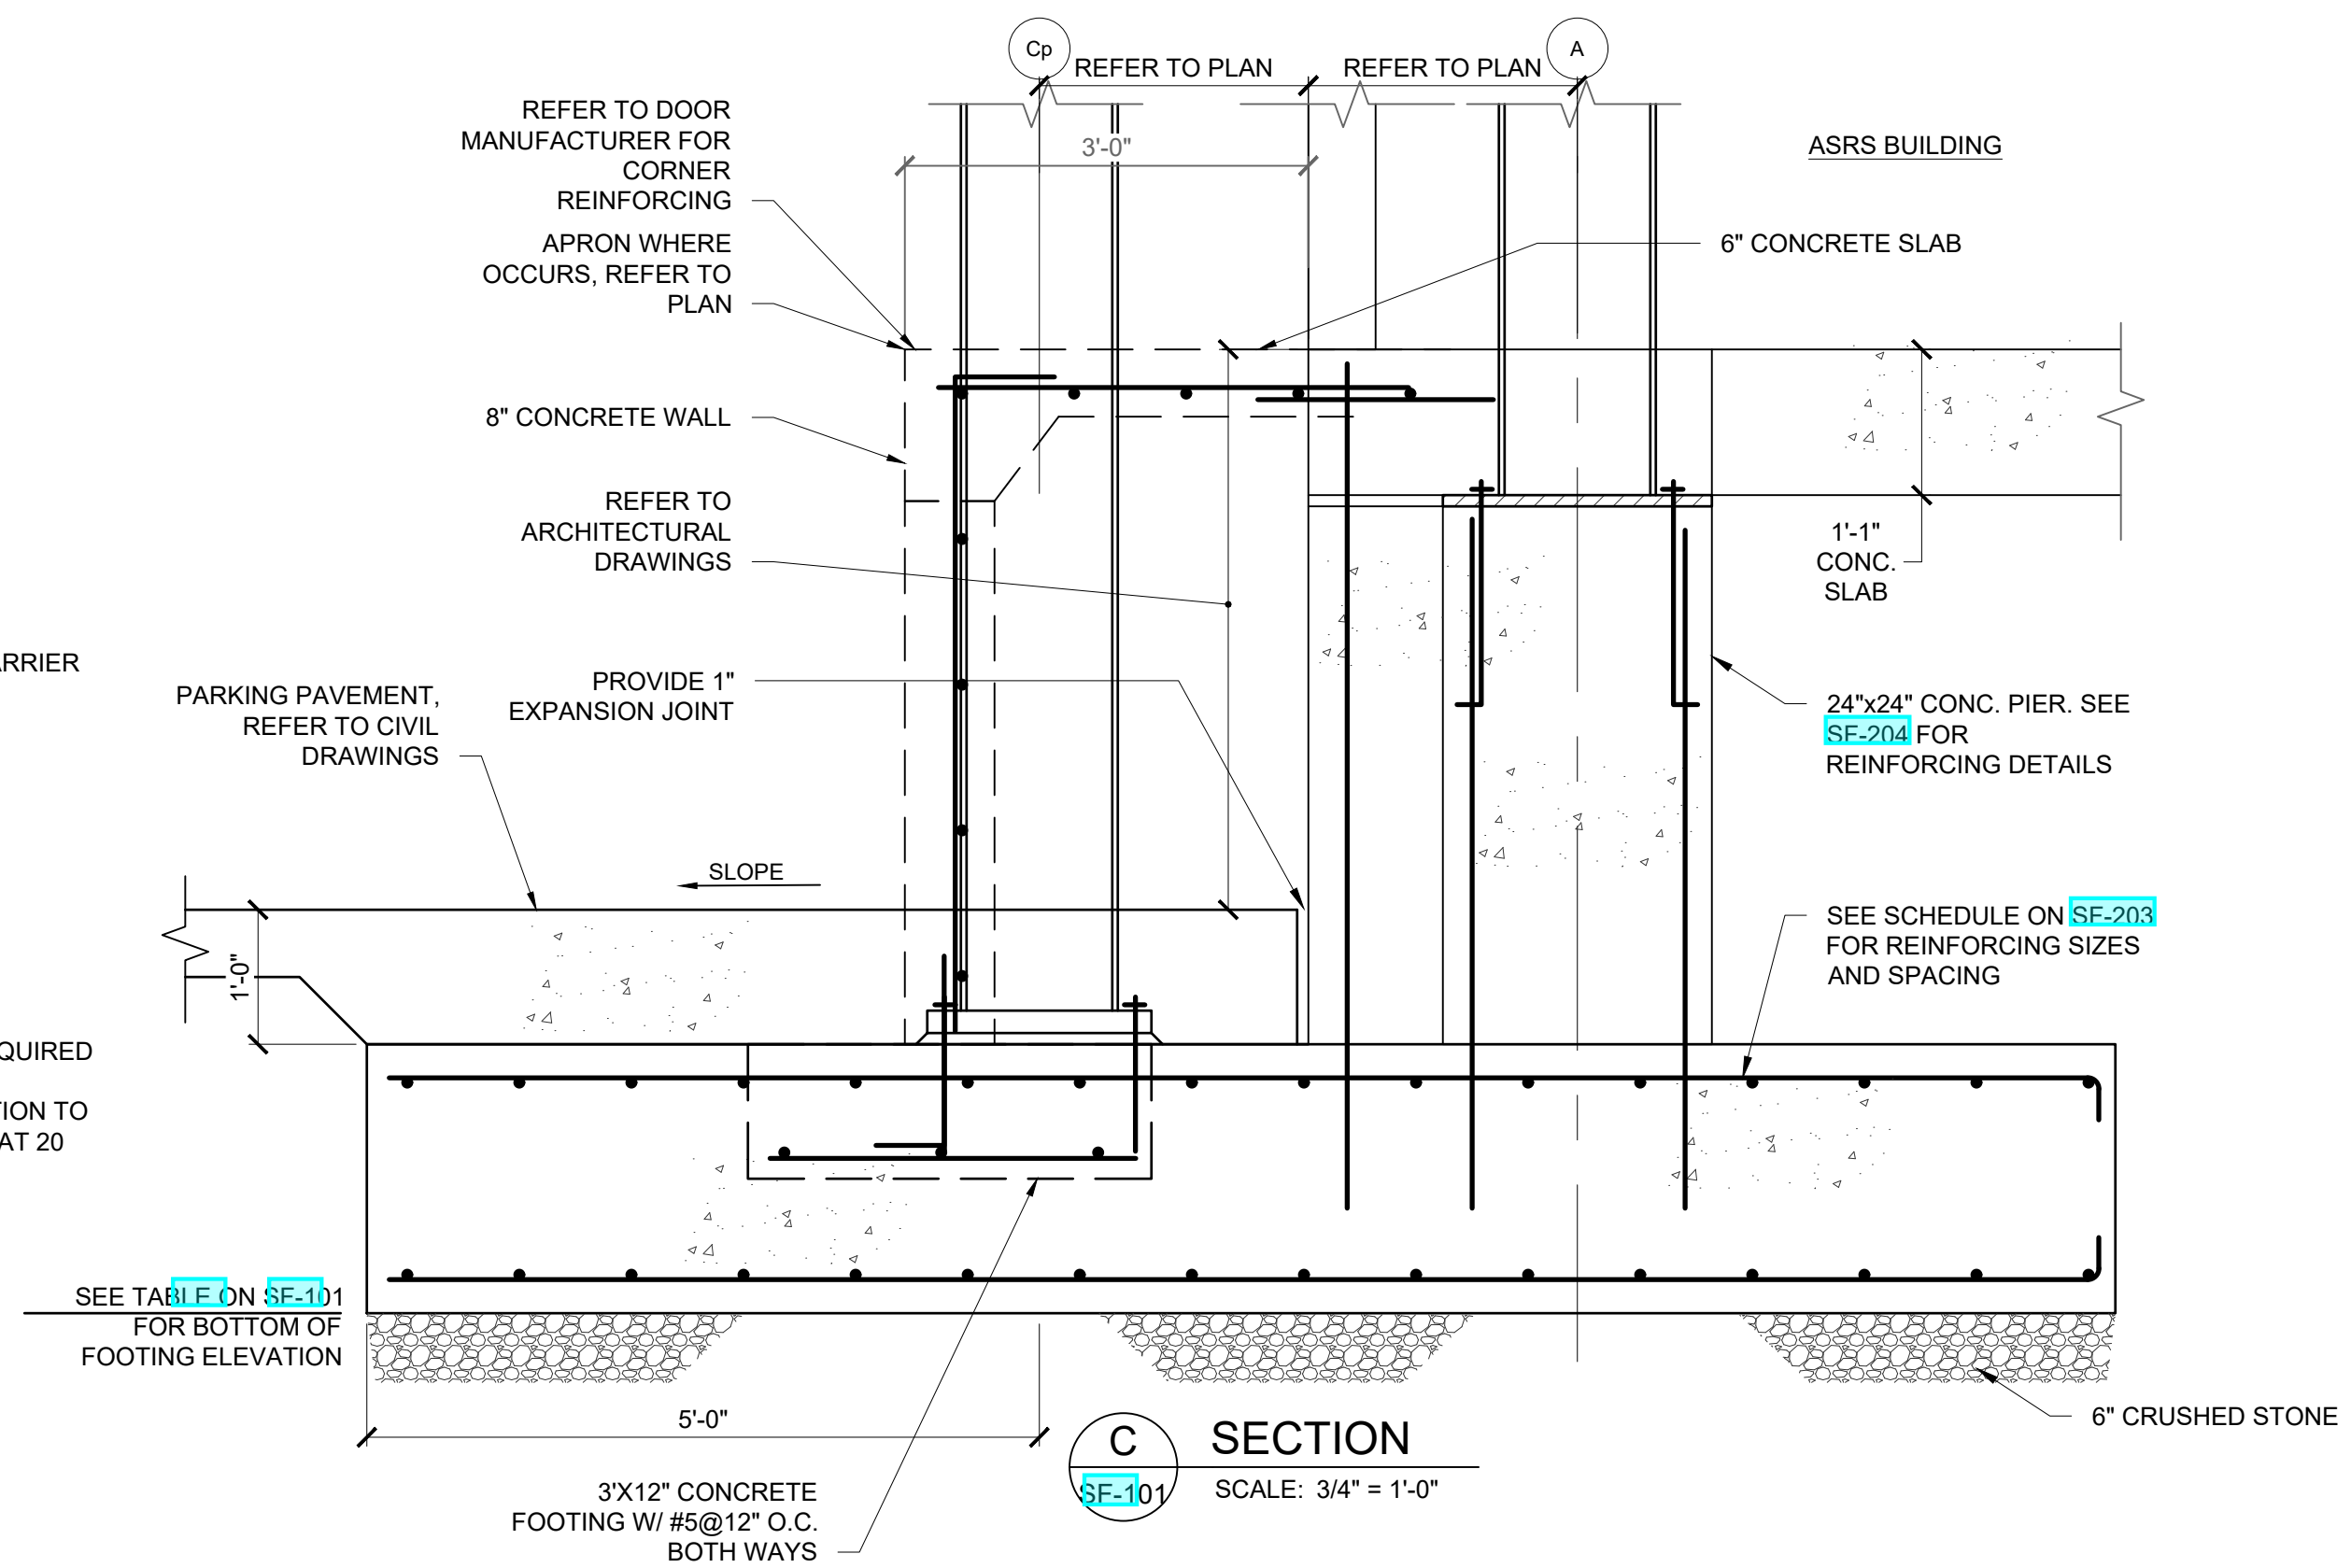 Cp
A
REFER TO PLAN
REFER TO PLAN
REFER TO DOOR
MANUFACTURER FOR
CORNER
REINFORCING
3'-0"
ASRS BUILDING
APRON WHERE
OCCURS, REFER TO
PLAN
6" CONCRETE SLAB
8" CONCRETE WALL
REFER TO
ARCHITECTURAL
DRAWINGS
1'-1"
CONC.
SLAB
ARRIER
PARKING PAVEMENT,
REFER TO CIVIL
DRAWINGS
PROVIDE 1"
EXPANSION JOINT
24"x24" CONC. PIER. SEE
SF-204 FOR
REINFORCING DETAILS
SLOPE
1'-0"
SEE SCHEDULE ON SF-203
FOR REINFORCING SIZES
AND SPACING
QUIRED
TION TO
AT 20
SEE TABLE ON SF-101
FOR BOTTOM OF
FOOTING ELEVATION
5'-0"
6" CRUSHED STONE
C
SF-101
SECTION
SCALE: 3/4" = 1'-0"
3'X12" CONCRETE
FOOTING W/ #5@12" O.C.
BOTH WAYS